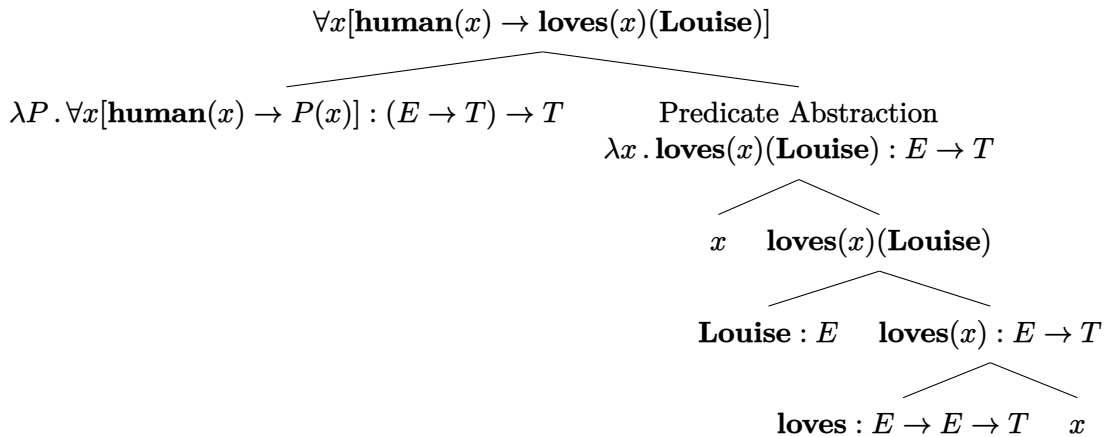 ∀x[human(x) → loves(x)(Louise)]
λP . ∀x[human(x) → P(x)] : (E → T) → T
Predicate Abstraction
λx . loves(x)(Louise) : E → T
x loves(x)(Louise)
Louise : E loves(x) : E → T
loves : E → E → T x